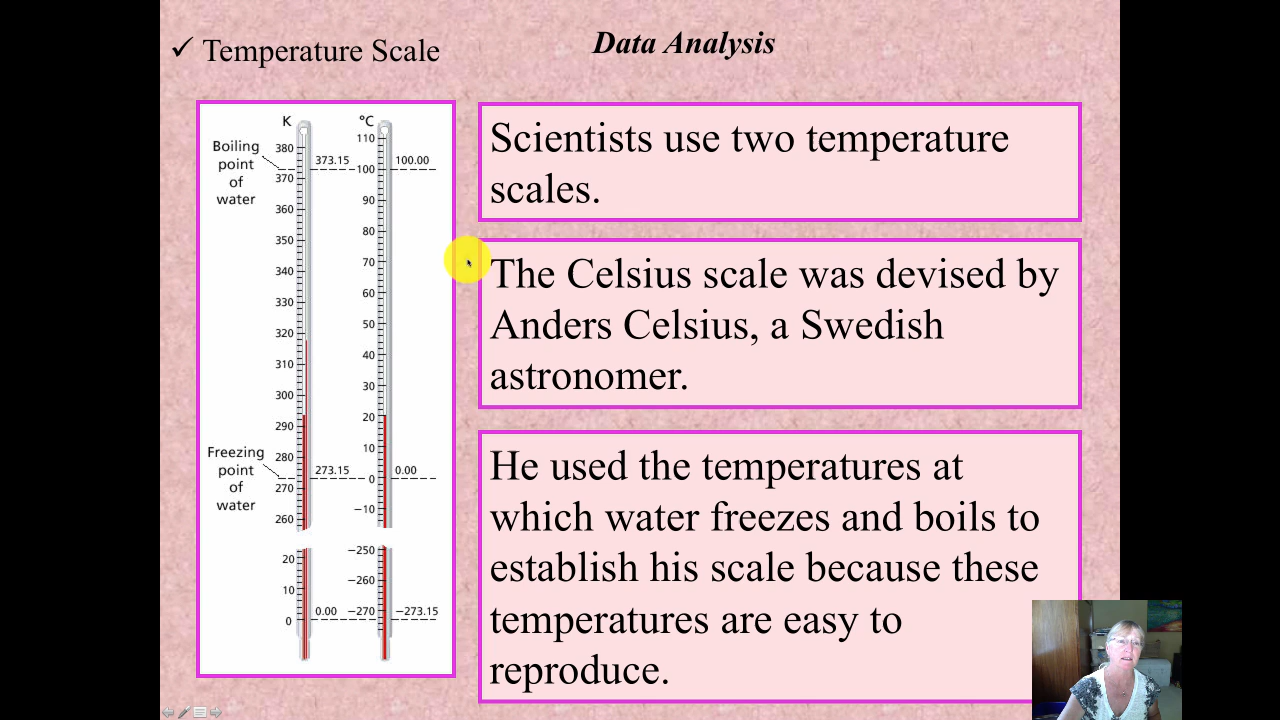 ✓ Temperature Scale
Data Analysis
K
°C
Boiling
point
of
water
380
370
360
350
340
330
320
310
300
290
280
270
260
20
10
0
373.15
273.15
0.00
Freezing
point
of
water
110
100
90
80
70
60
50
40
30
20
10
0
−10
−250
−260
−270
100.00
0.00
−273.15
Scientists use two temperature
scales.
The Celsius scale was devised by
Anders Celsius, a Swedish
astronomer.
He used the temperatures at
which water freezes and boils to
establish his scale because these
temperatures are easy to
reproduce.